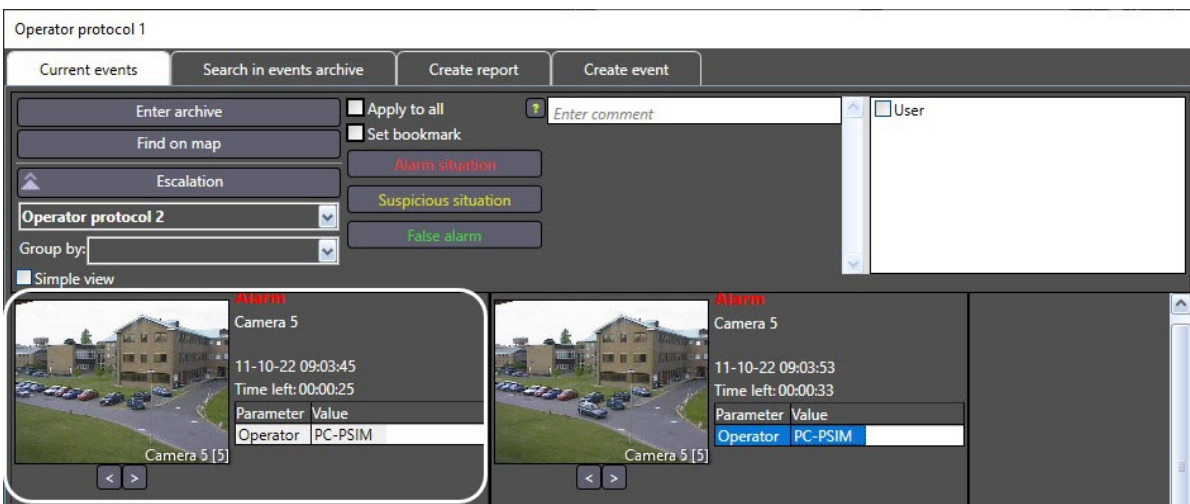 Operator protocol 1
Current events
Search in events archive
Create report
Create event
Enter archive
Find on map
Escalation
Operator protocol 2
Group by:
Simple view
Apply to all
?
Set bookmark
Alarm situation
Suspicious situation
False alarm
Enter comment
User
Alarm
Camera 5
11-10-22 09:03:45
Time left: 00:00:25
Parameter Value
Operator PC-PSIM
Camera 5 [5]
< >
Alarm
Camera 5
11-10-22 09:03:53
Time left: 00:00:33
Parameter Value
Operator PC-PSIM
Camera 5 [5]
< >